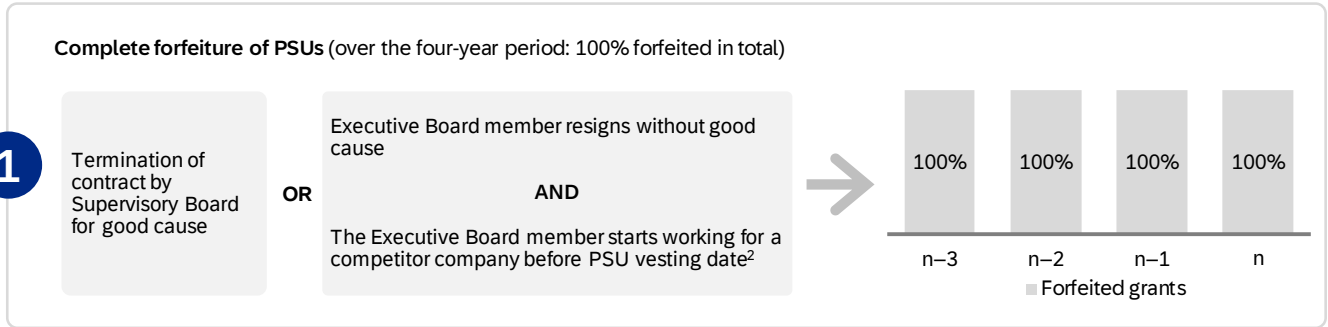 Complete forfeiture of PSUs (over the four-year period: 100% forfeited in total)
1
Termination of
contract by
Supervisory Board
for good cause
OR
Executive Board member resigns without good
cause
AND
The Executive Board member starts working for a
competitor company before PSU vesting date²
100% 100% 100% 100%
n–3 n–2 n–1 n
Forfeited grants